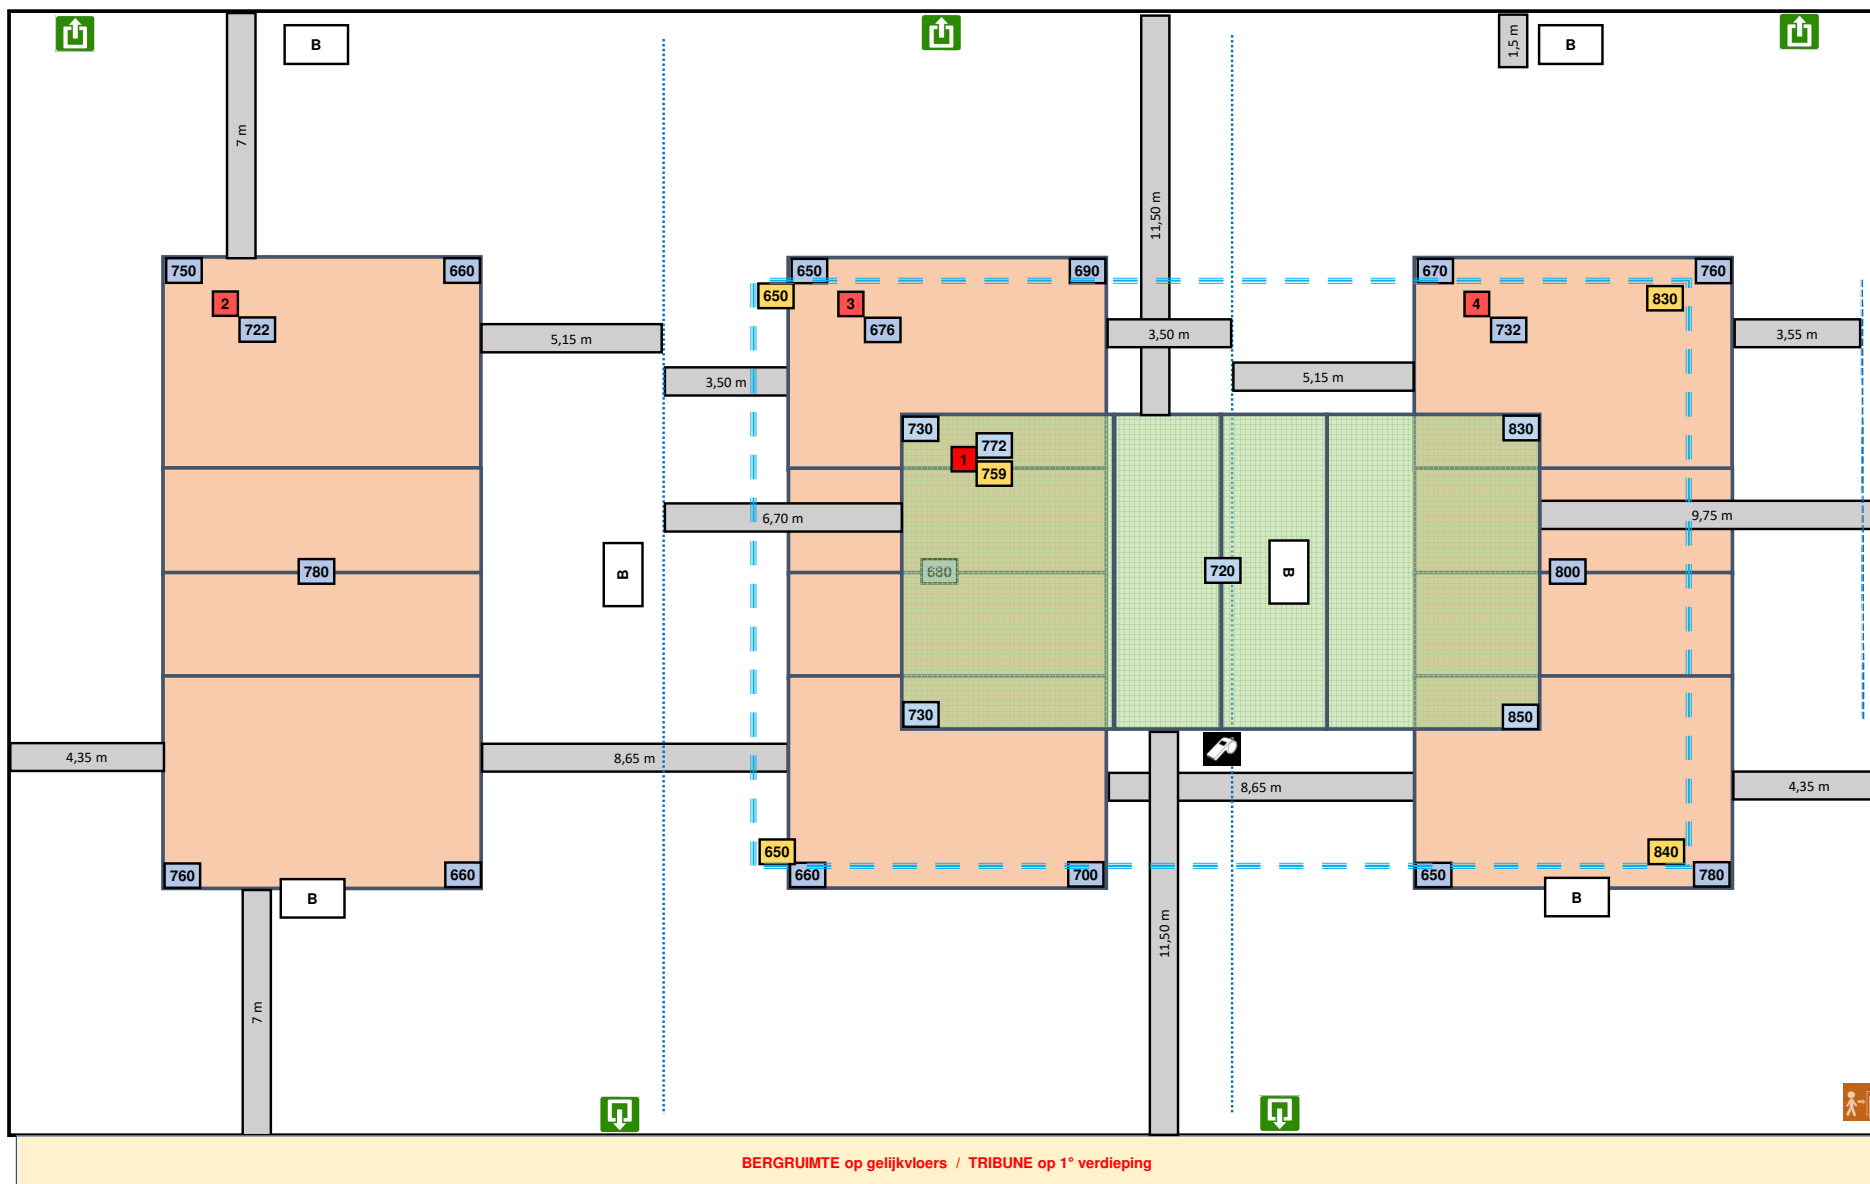 B
B
7 m
1,5 m
11,50 m
750
660
650
690
670
760
650
830
2
3
4
722
676
732
5,15 m
3,50 m
3,55 m
3,50 m
5,15 m
730
830
1
772
759
6,70 m
9,75 m
780
B
680
720
B
800
730
850
4,35 m
8,65 m
8,65 m
4,35 m
650
840
760
660
660
700
650
780
B
B
11,50 m
7 m
BERGRUIMTE op gelijkvloers / TRIBUNE op 1° verdieping